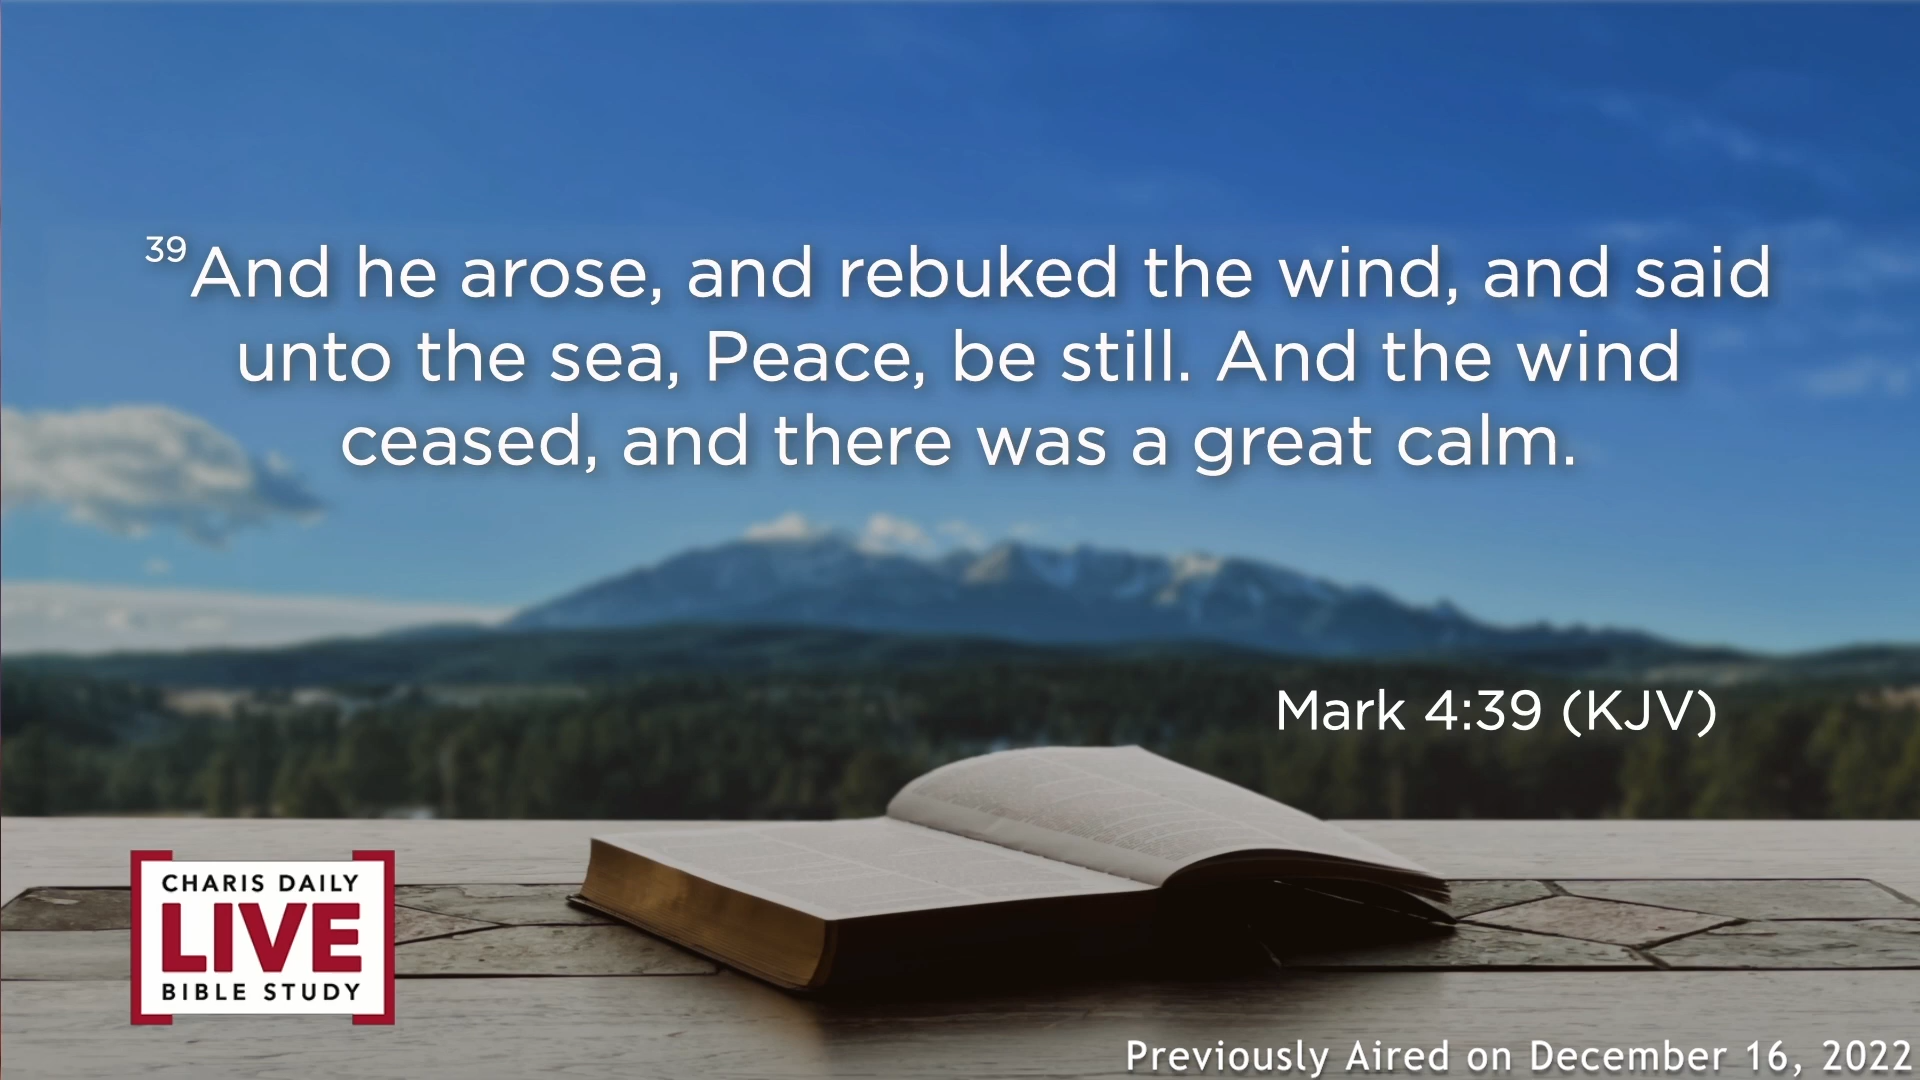 39 And he arose, and rebuked the wind, and said
unto the sea, Peace, be still. And the wind
ceased, and there was a great calm.
Mark 4:39 (KJV)
CHARIS DAILY
LIVE
BIBLE STUDY
Previously Aired on December 16, 2022